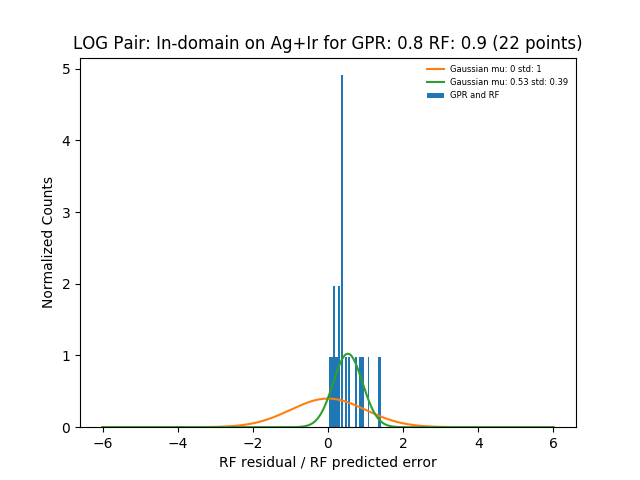 LOG Pair: In-domain on Ag+Ir for GPR: 0.8 RF: 0.9 (22 points)
Gaussian mu: 0 std: 1
Gaussian mu: 0.53 std: 0.39
GPR and RF
Normalized Counts
5
4
3
2
1
0
−6 −4 −2 0 2 4 6
RF residual / RF predicted error